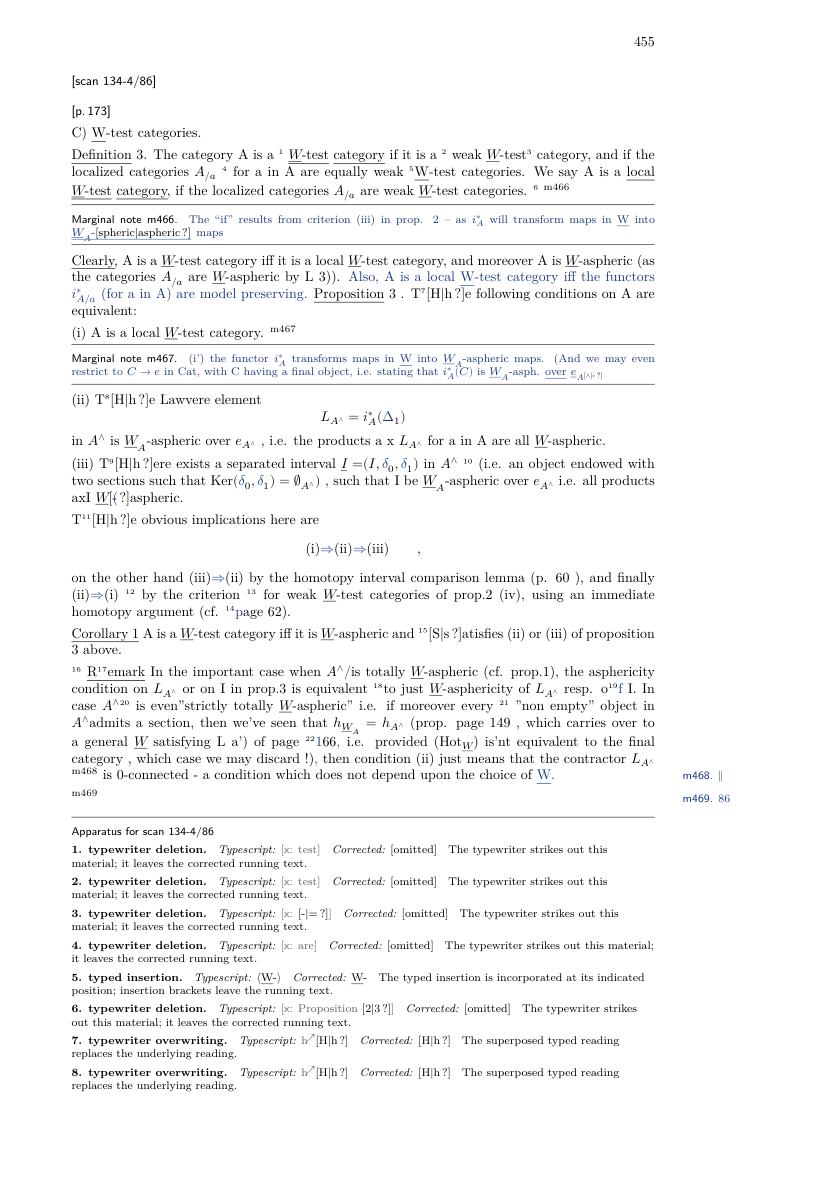 455
[scan 134-4/86]
[p. 173]
C) W-test categories.
Definition 3. The category A is a ¹ W-test category if it is a ² weak W-test³ category, and if the
localized categories A/a ⁴ for a in A are equally weak ⁵W-test categories. We say A is a local
W-test category, if the localized categories A/a are weak W-test categories. ⁶ m466
Marginal note m466. The “if” results from criterion (iii) in prop. 2 – as i*A will transform maps in W into
W_A-[spheric|aspheric ?] maps
Clearly, A is a W-test category iff it is a local W-test category, and moreover A is W-aspheric (as
the categories A/a are W-aspheric by L 3)). Also, A is a local W-test category iff the functors
i*A/a (for a in A) are model preserving. Proposition 3 . T⁷[H|h ?]e following conditions on A are
equivalent:
(i) A is a local W-test category. m467
Marginal note m467. (i’) the functor i*A transforms maps in W into W_A-aspheric maps. (And we may even
restrict to C → e in Cat, with C having a final object, i.e. stating that i*A(C) is W_A-asph. over e_A[∧|˄ ?]
(ii) T⁸[H|h ?]e Lawvere element
L_A^ = i*A(Δ₁)
in A^ is W_A-aspheric over e_A^ , i.e. the products a x L_A^ for a in A are all W-aspheric.
(iii) T⁹[H|h ?]ere exists a separated interval I =(I, δ₀, δ₁) in A^ ¹⁰ (i.e. an object endowed with
two sections such that Ker(δ₀, δ₁) = ∅_A^) , such that I be W_A-aspheric over e_A^ i.e. all products
axI W[-|( ?]aspheric.
T¹¹[H|h ?]e obvious implications here are
(i)⇒(ii)⇒(iii) ,
on the other hand (iii)⇒(ii) by the homotopy interval comparison lemma (p. 60 ), and finally
(ii)⇒(i) ¹² by the criterion ¹³ for weak W-test categories of prop.2 (iv), using an immediate
homotopy argument (cf. ¹⁴page 62).
Corollary 1 A is a W-test category iff it is W-aspheric and ¹⁵[S|s ?]atisfies (ii) or (iii) of proposition
3 above.
¹⁶ R¹⁷emark In the important case when A^/is totally W-aspheric (cf. prop.1), the asphericity
condition on L_A^ or on I in prop.3 is equivalent ¹⁸to just W-asphericity of L_A^ resp. o¹⁹f I. In
case A^²⁰ is even”strictly totally W-aspheric” i.e. if moreover every ²¹ ”non empty” object in
A^admits a section, then we’ve seen that h_W_A = h_A^ (prop. page 149 , which carries over to
a general W satisfying L a’) of page ²²166, i.e. provided (Hot_W) is’nt equivalent to the final
category , which case we may discard !), then condition (ii) just means that the contractor L_A^
m468 is 0-connected - a condition which does not depend upon the choice of W.
m468. ∥
m469
m469. 86
Apparatus for scan 134-4/86
1. typewriter deletion. Typescript: [x: test] Corrected: [omitted] The typewriter strikes out this
material; it leaves the corrected running text.
2. typewriter deletion. Typescript: [x: test] Corrected: [omitted] The typewriter strikes out this
material; it leaves the corrected running text.
3. typewriter deletion. Typescript: [x: [-|= ?]] Corrected: [omitted] The typewriter strikes out this
material; it leaves the corrected running text.
4. typewriter deletion. Typescript: [x: are] Corrected: [omitted] The typewriter strikes out this material;
it leaves the corrected running text.
5. typed insertion. Typescript: ⟨W-⟩ Corrected: W- The typed insertion is incorporated at its indicated
position; insertion brackets leave the running text.
6. typewriter deletion. Typescript: [x: Proposition [2|3 ?]] Corrected: [omitted] The typewriter strikes
out this material; it leaves the corrected running text.
7. typewriter overwriting. Typescript: h↗[H|h ?] Corrected: [H|h ?] The superposed typed reading
replaces the underlying reading.
8. typewriter overwriting. Typescript: h↗[H|h ?] Corrected: [H|h ?] The superposed typed reading
replaces the underlying reading.